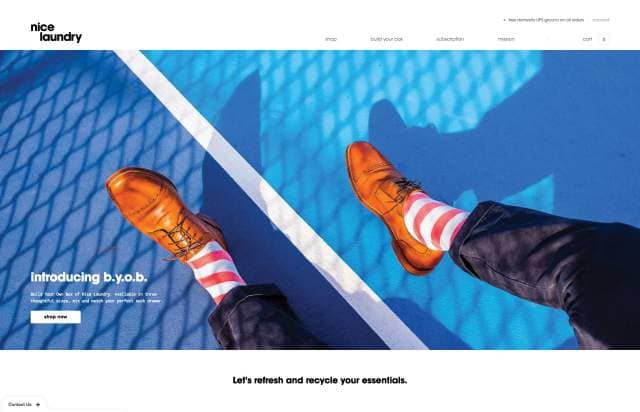 nice
laundry
free domestic UPS ground on all orders
account
shop
build your box
subscription
mission
cart
0
introducing b.y.o.b.
Build Your Own Box of Nice Laundry. Available in three
thoughtful sizes, mix and match your perfect sock drawer.
shop now
Let's refresh and recycle your essentials.
Contact Us